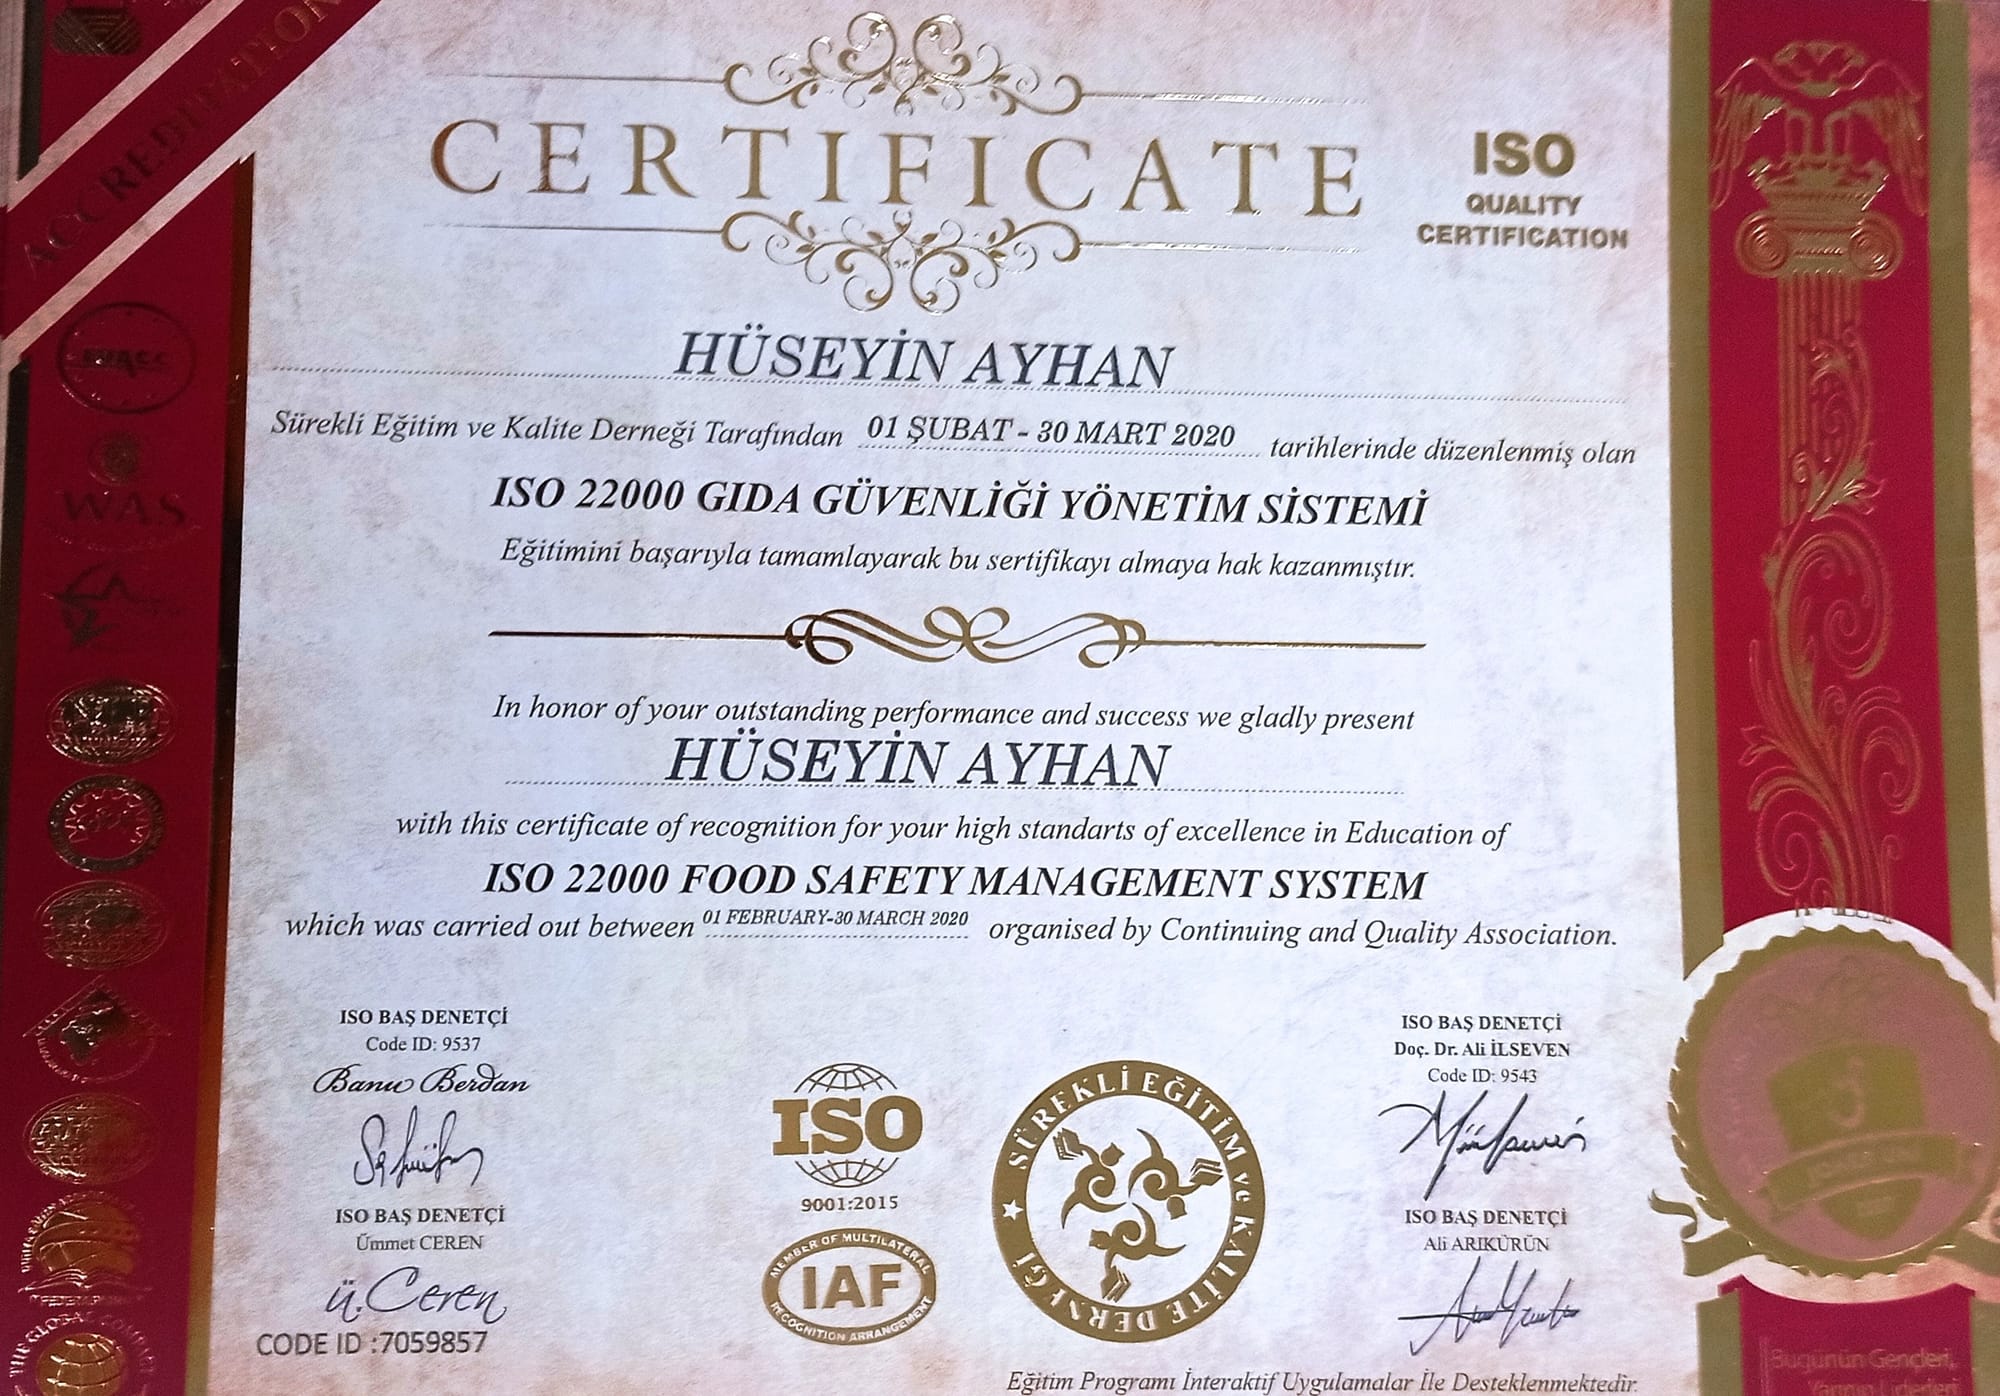 ACCREDITATION
CERTIFICATE
ISO
QUALITY
CERTIFICATION
HÜSEYİN AYHAN
Sürekli Eğitim ve Kalite Derneği Tarafından 01 ŞUBAT - 30 MART 2020 tarihlerinde düzenlenmiş olan
ISO 22000 GIDA GÜVENLİĞİ YÖNETİM SİSTEMİ
Eğitimini başarıyla tamamlayarak bu sertifikayı almaya hak kazanmıştır.
In honor of your outstanding performance and success we gladly present
HÜSEYİN AYHAN
with this certificate of recognition for your high standarts of excellence in Education of
ISO 22000 FOOD SAFETY MANAGEMENT SYSTEM
which was carried out between 01 FEBRUARY-30 MARCH 2020 organised by Continuing and Quality Association.
ISO BAŞ DENETÇİ
Code ID: 9537
Banu Berdan
ISO BAŞ DENETÇİ
Ümmet CEREN
ü.Ceren
CODE ID :7059857
ISO
9001:2015
MEMBER OF MULTILATERAL
IAF
RECOGNITION ARRANGEMENT
SÜREKLİ EĞİTİM ve KALİTE DERNEĞİ
ISO BAŞ DENETÇİ
Doç. Dr. Ali İLSEVEN
Code ID: 9543
ISO BAŞ DENETÇİ
Ali ARIKÜRÜN
Eğitim Programı İnteraktif Uygulamalar İle Desteklenmektedir.
WAS
THE GLOBAL COMPACT
Bugünün Gençleri,